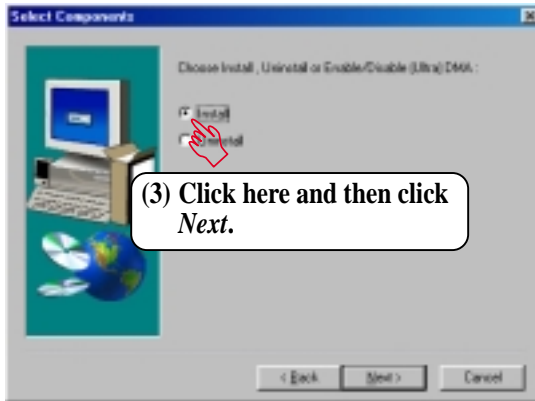 Select Components
Choose Install, Uninstall or Enable/Disable (Ultra) DMA :
Install
Uninstall
(3) Click here and then click
Next.
< Back
Next >
Cancel